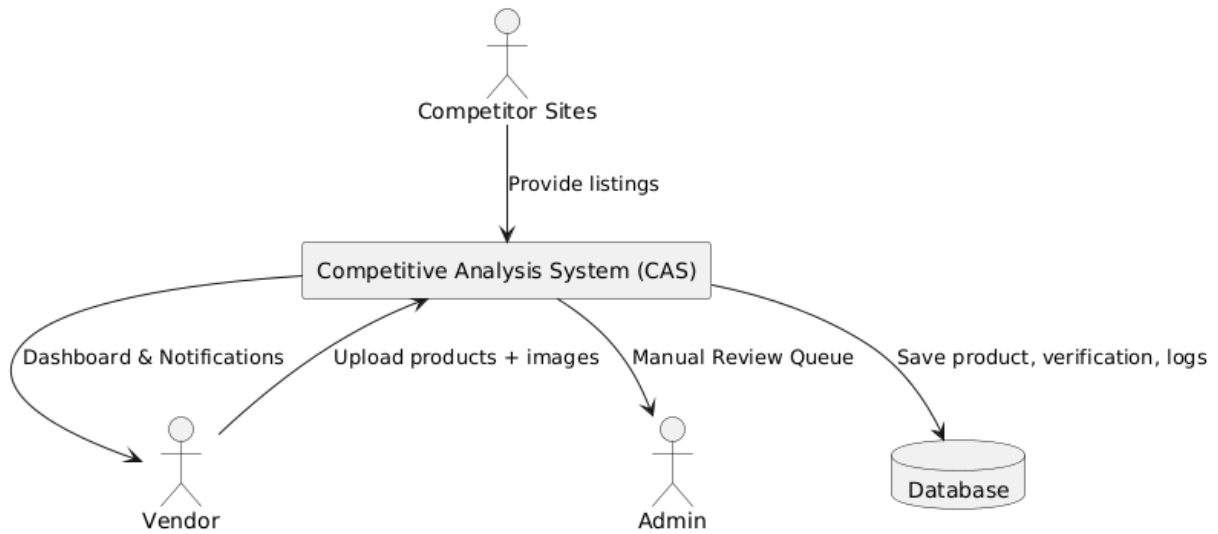 Competitor Sites
Provide listings
Competitive Analysis System (CAS)
Dashboard & Notifications
Upload products + images
Manual Review Queue
Save product, verification, logs
Vendor
Admin
Database